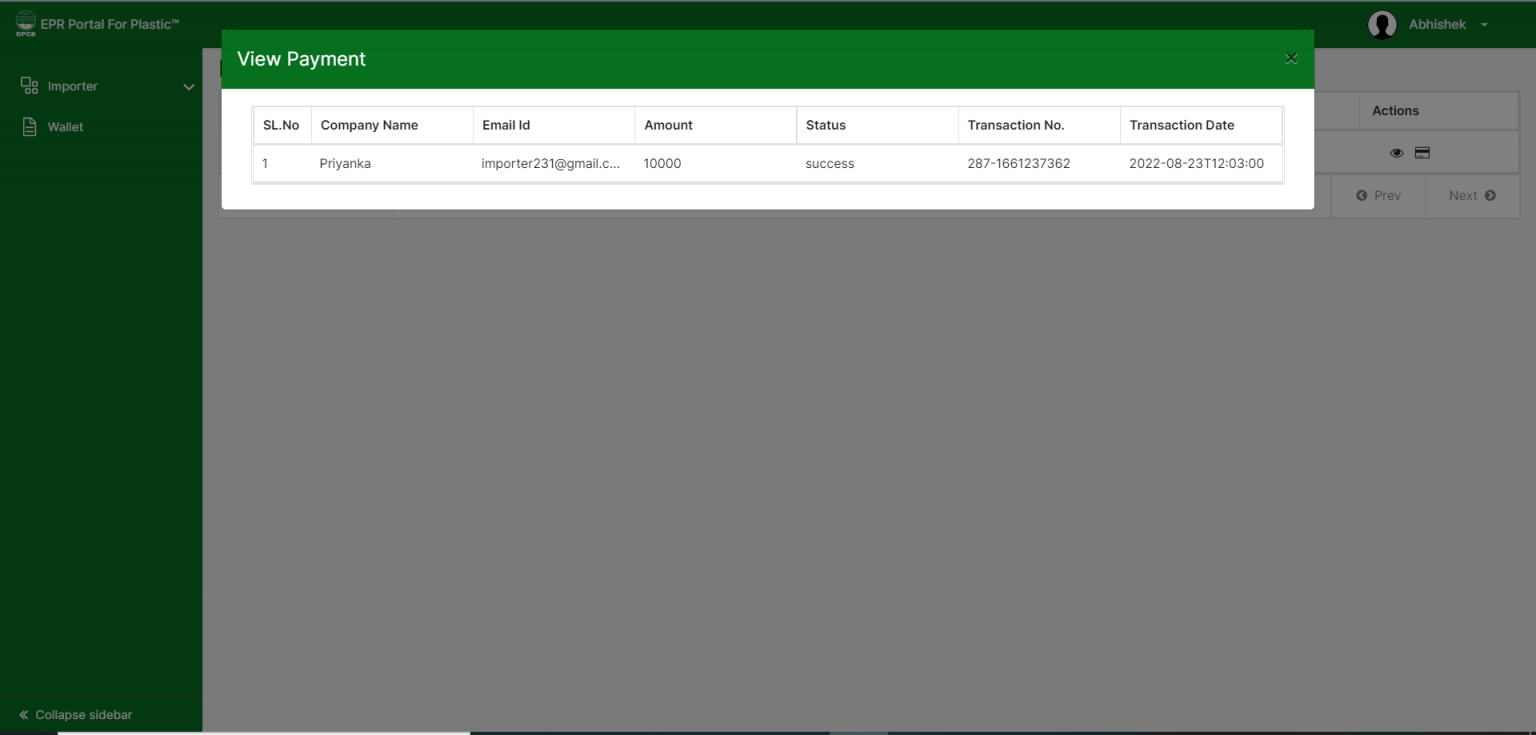 CPCB EPR Portal For Plastic™
Abhishek
Importer
Wallet
View Payment
SL.No Company Name Email Id Amount Status Transaction No. Transaction Date
1 Priyanka importer231@gmail.c... 10000 success 287-1661237362 2022-08-23T12:03:00
Actions
Prev Next
Collapse sidebar